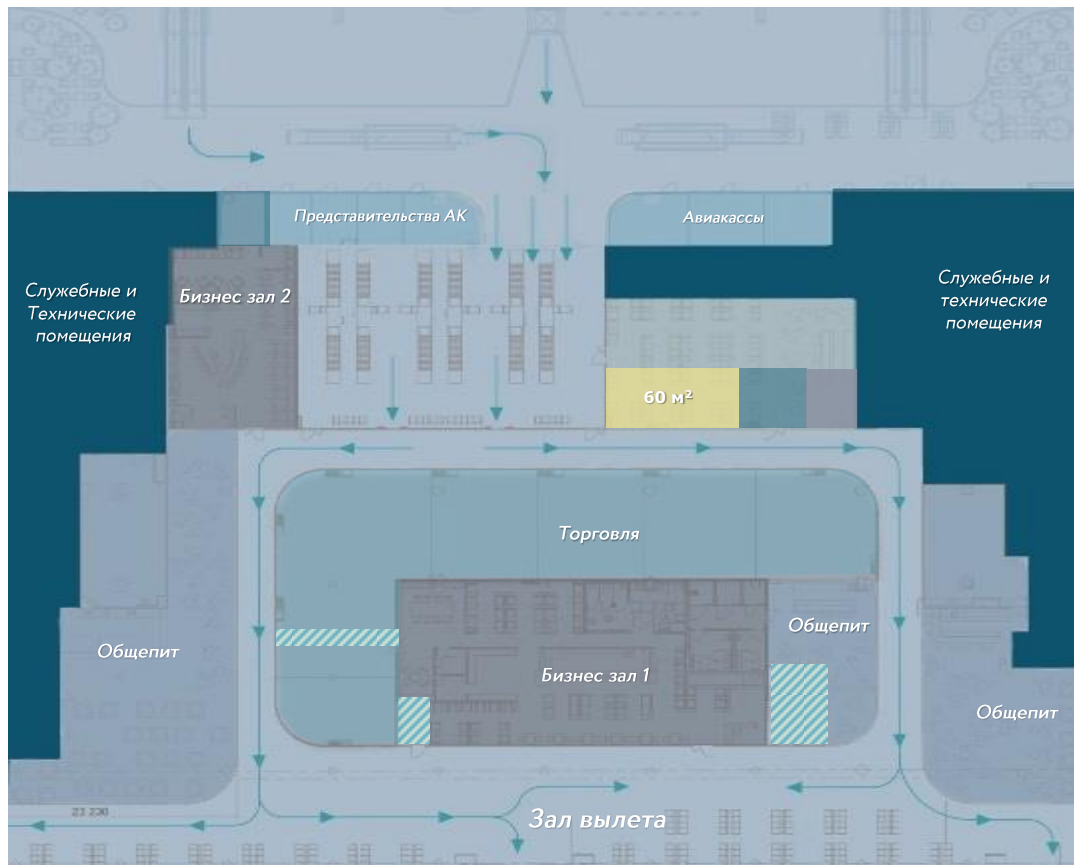 Представительства АК
Авиакассы
Служебные и
Технические
помещения
Бизнес зал 2
Служебные и
технические
помещения
60 м²
Торговля
Общепит
Бизнес зал 1
Общепит
Общепит
23 230
Зал вылета